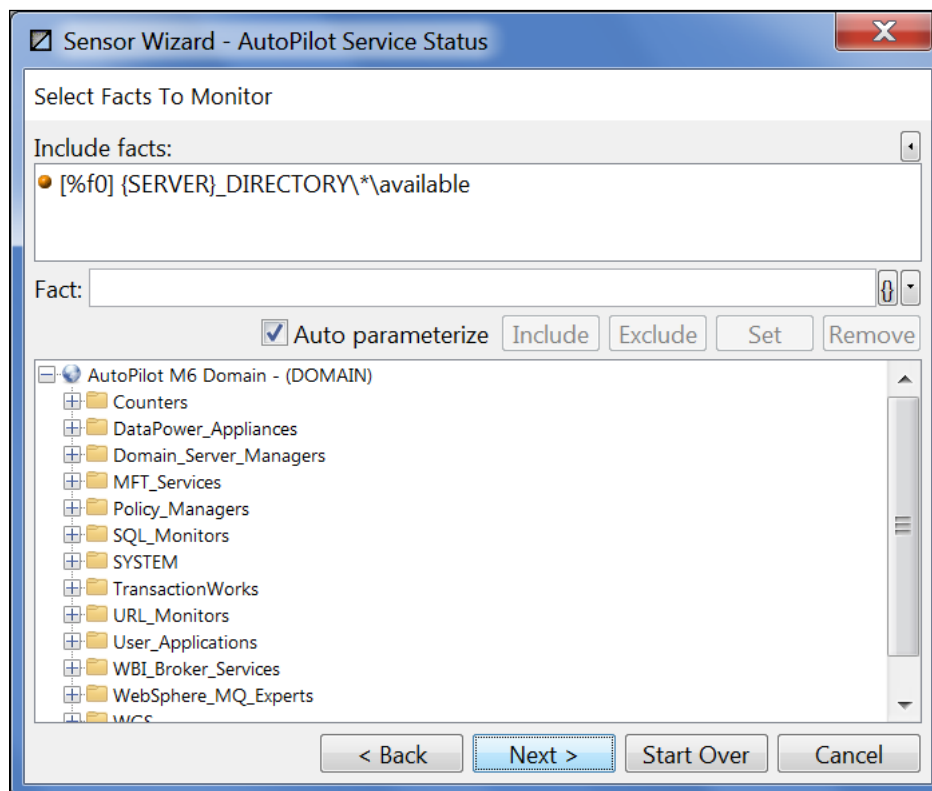 Sensor Wizard - AutoPilot Service Status
Select Facts To Monitor
Include facts:
[%f0] {SERVER}_DIRECTORY\*\available
Fact:
{}
Auto parameterize Include Exclude Set Remove
AutoPilot M6 Domain - (DOMAIN)
Counters
DataPower_Appliances
Domain_Server_Managers
MFT_Services
Policy_Managers
SQL_Monitors
SYSTEM
TransactionWorks
URL_Monitors
User_Applications
WBI_Broker_Services
WebSphere_MQ_Experts
WGS
< Back Next > Start Over Cancel